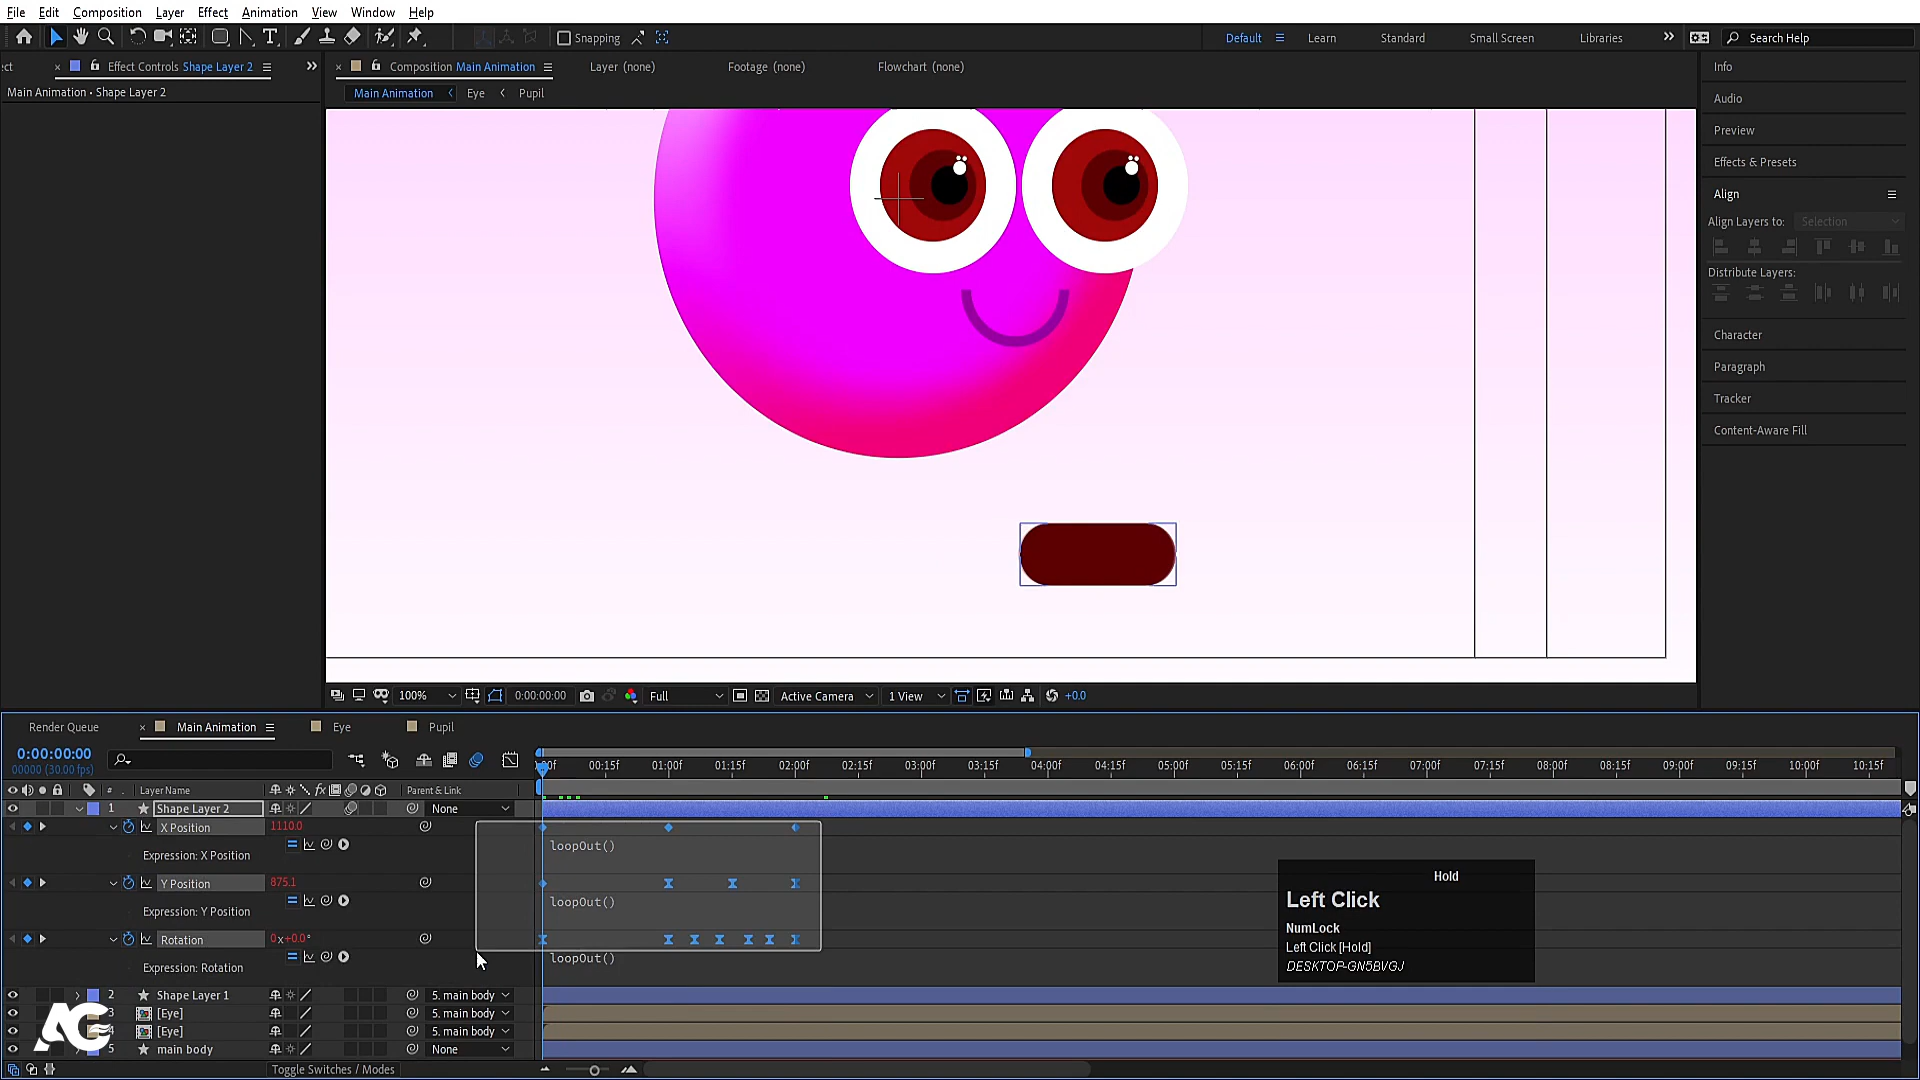 File Edit Composition Layer Effect Animation View Window Help
Snapping
Default Learn Standard Small Screen Libraries Search Help
ct × Effect Controls Shape Layer 2
× Composition Main Animation Layer (none) Footage (none) Flowchart (none)
Info
Main Animation • Shape Layer 2
Main Animation Eye Pupil
Audio
Preview
Effects & Presets
Align
Align Layers to: Selection
Distribute Layers:
Character
Paragraph
Tracker
Content-Aware Fill
100% 0:00:00:00 Full Active Camera 1 View +0.0
Render Queue × Main Animation Eye Pupil
0:00:00:00
00000 (30.00 fps)
:00f 00:15f 01:00f 01:15f 02:00f 02:15f 03:00f 03:15f 04:00f 04:15f 05:00f 05:15f 06:00f 06:15f 07:00f 07:15f 08:00f 08:15f 09:00f 09:15f 10:00f 10:15f
# . Layer Name fx Parent & Link
1 Shape Layer 2 None
X Position 1110.0
Expression: X Position loopOut()
Y Position 875.1
Expression: Y Position loopOut()
Rotation 0x+0.0°
Expression: Rotation loopOut()
2 Shape Layer 1 5. main body
3 [Eye] 5. main body
4 [Eye] 5. main body
5 main body None
Toggle Switches / Modes
Hold
Left Click
NumLock
Left Click [Hold]
DESKTOP-GN5BVGJ
AG